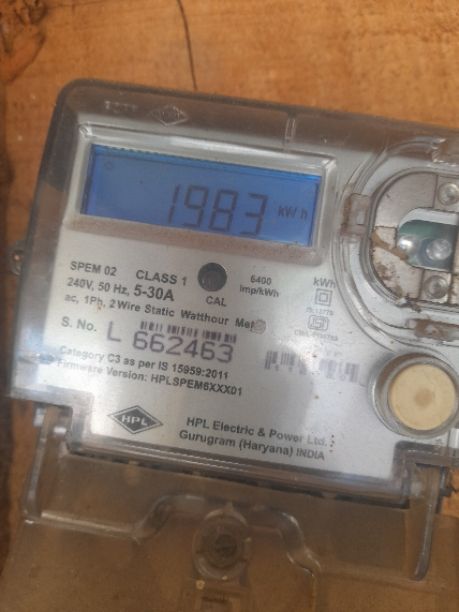 1983 kWh
SPEM 02 CLASS 1
240V, 50 Hz, 5-30A
CAL
6400
imp/kWh
kWh
ac, 1Ph, 2 Wire Static Watthour Meter
S. No. L 662463
Category C3 as per IS 15959:2011
Firmware Version: HPLSPEM6XXX01
HPL
HPL Electric & Power Ltd.
Gurugram (Haryana) INDIA